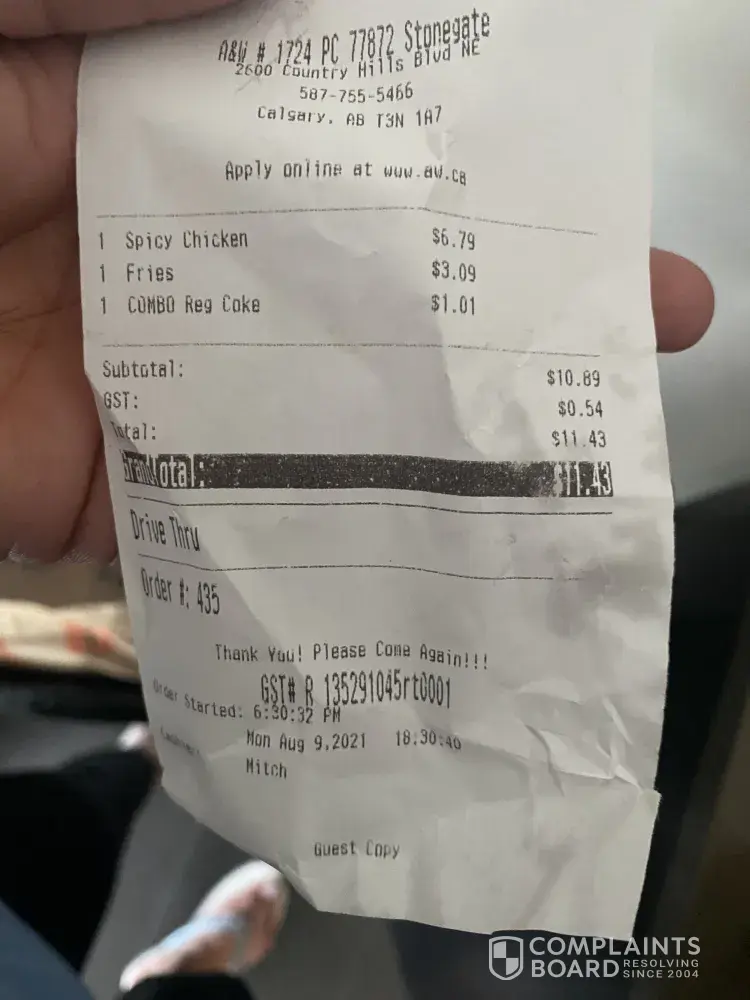 A&W # 1724 PC 77872 Stonegate
2600 Country Hills Blvd NE
587-755-5466
Calgary, AB T3N 1A7
Apply online at www.aw.ca
1 Spicy Chicken $6.79
1 Fries $3.09
1 COMBO Reg Coke $1.01
Subtotal: $10.89
GST: $0.54
Total: $11.43
GrandTotal: $11.43
Drive Thru
Order #: 435
Thank You! Please Come Again!!!
GST# R 135291045rt0001
Order Started: 6:30:32 PM
Mon Aug 9,2021 18:30:40
Cashier:
Mitch
Guest Copy
COMPLAINTS
BOARD RESOLVING
SINCE 2004